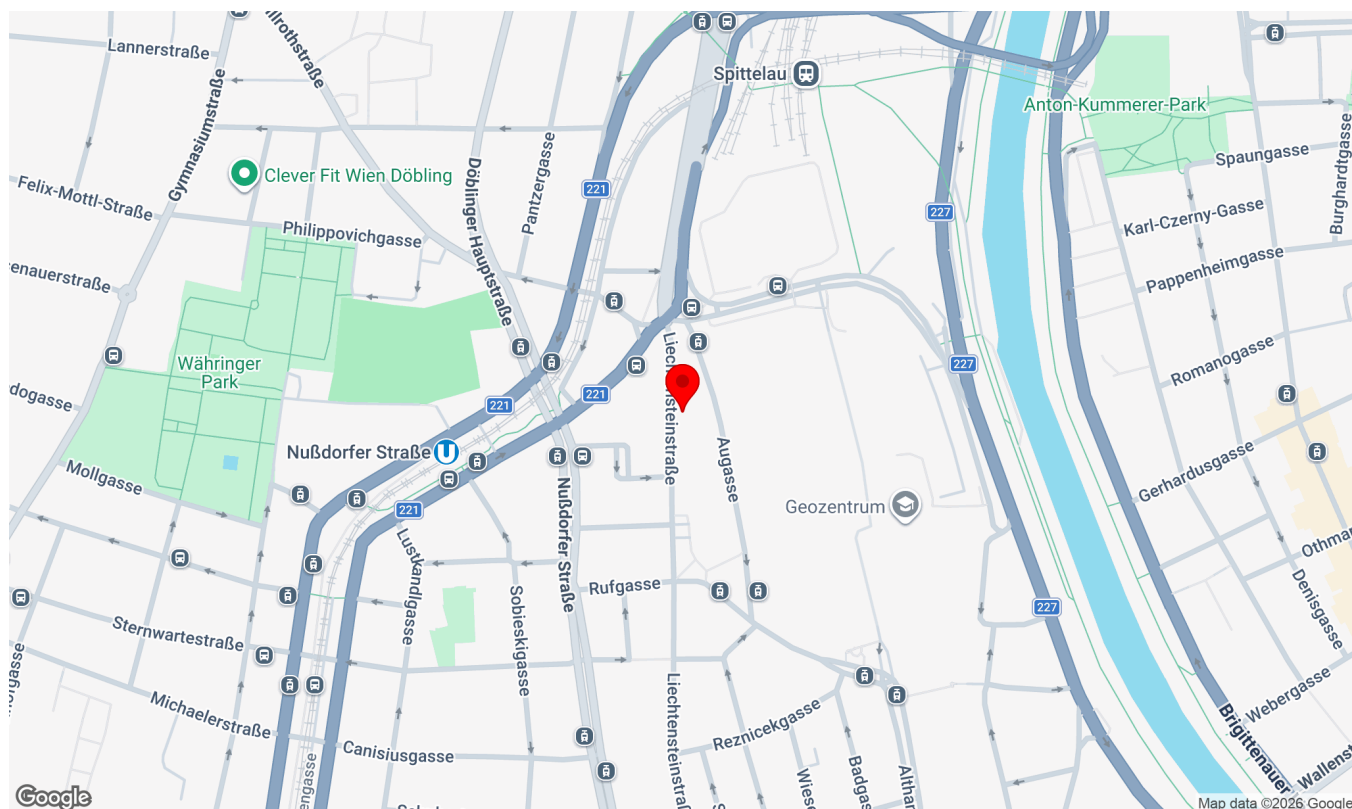 Lannerstraße
Gymnasiumstraße
Spittelau
Anton-Kummerer-Park
Clever Fit Wien Döbling
Felix-Mottl-Straße
Philippovichgasse
Döblinger Hauptstraße
Pantzergasse
221
227
Spaungasse
Burghardtgasse
Karl-Czerny-Gasse
Pappenheimgasse
Währinger
Park
Liechtensteinstraße
221
221
227
Romanogasse
Nußdorfer Straße
U
Mollgasse
Augasse
Gerhardusgasse
Geozentrum
221
Nußdorfer Straße
Lustkandlgasse
Sobieskigasse
Rufgasse
227
Denisgasse
Sternwartestraße
Michaelerstraße
Canisiusgasse
Liechtensteinstraße
Reznicekgasse
Webergasse
Brigittenauer
Google
Map data ©2026 Google